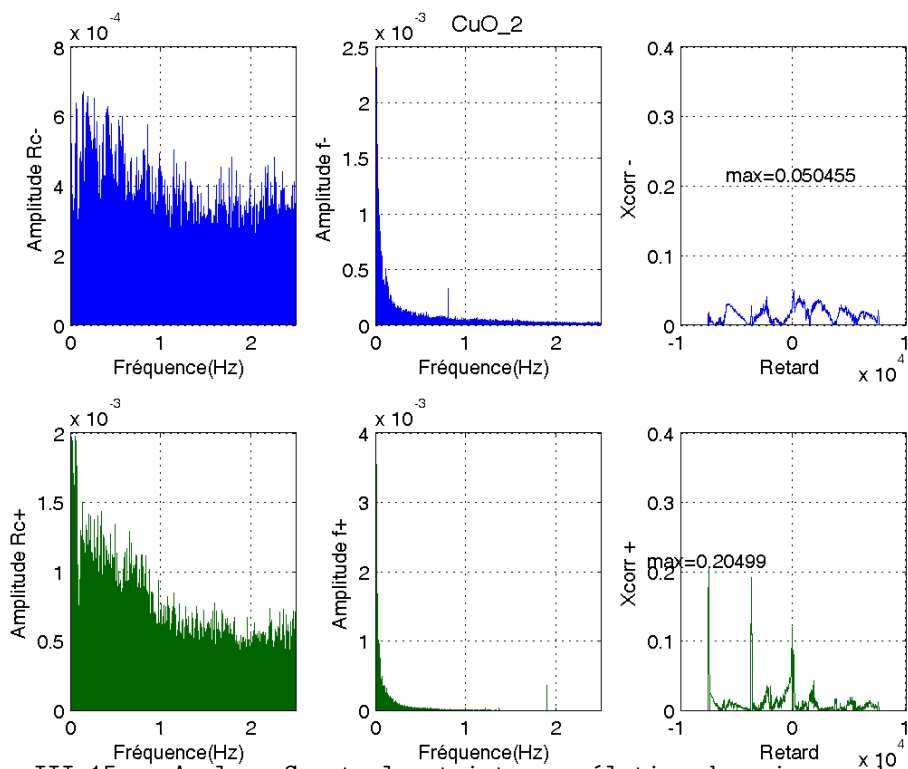 CuO_2
x 10-4
8
6
4
2
0
Amplitude Rc-
0 1 2
Fréquence(Hz)
x 10-3
2.5
2
1.5
1
0.5
0
Amplitude f-
0 1 2
Fréquence(Hz)
0.4
0.3
0.2
0.1
0
Xcorr -
max=0.050455
-1 0 1
Retard
x 10 4
x 10-3
2
1.5
1
0.5
0
Amplitude Rc+
0 1 2
Fréquence(Hz)
x 10-3
4
3
2
1
0
Amplitude f+
0 1 2
Fréquence(Hz)
0.4
0.3
0.2
0.1
0
Xcorr +
max=0.20499
-1 0 1
Retard
x 10 4